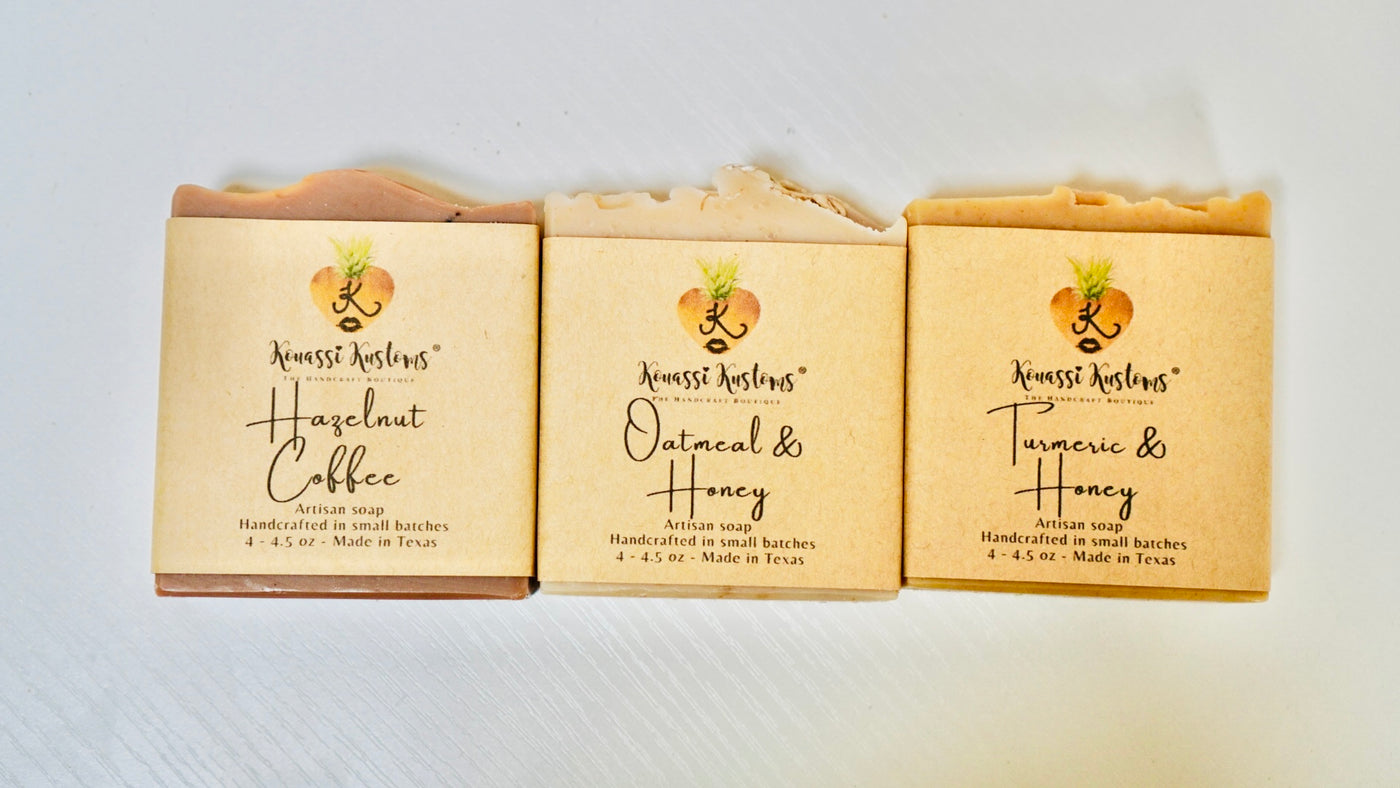 K
Kouassi Kustoms®
The Handcraft Boutique
Hazelnut
Coffee
Artisan soap
Handcrafted in small batches
4 - 4.5 oz - Made in Texas
K
Kouassi Kustoms®
The Handcraft Boutique
Oatmeal &
Honey
Artisan soap
Handcrafted in small batches
4 - 4.5 oz - Made in Texas
K
Kouassi Kustoms®
The Handcraft Boutique
Turmeric &
Honey
Artisan soap
Handcrafted in small batches
4 - 4.5 oz - Made in Texas